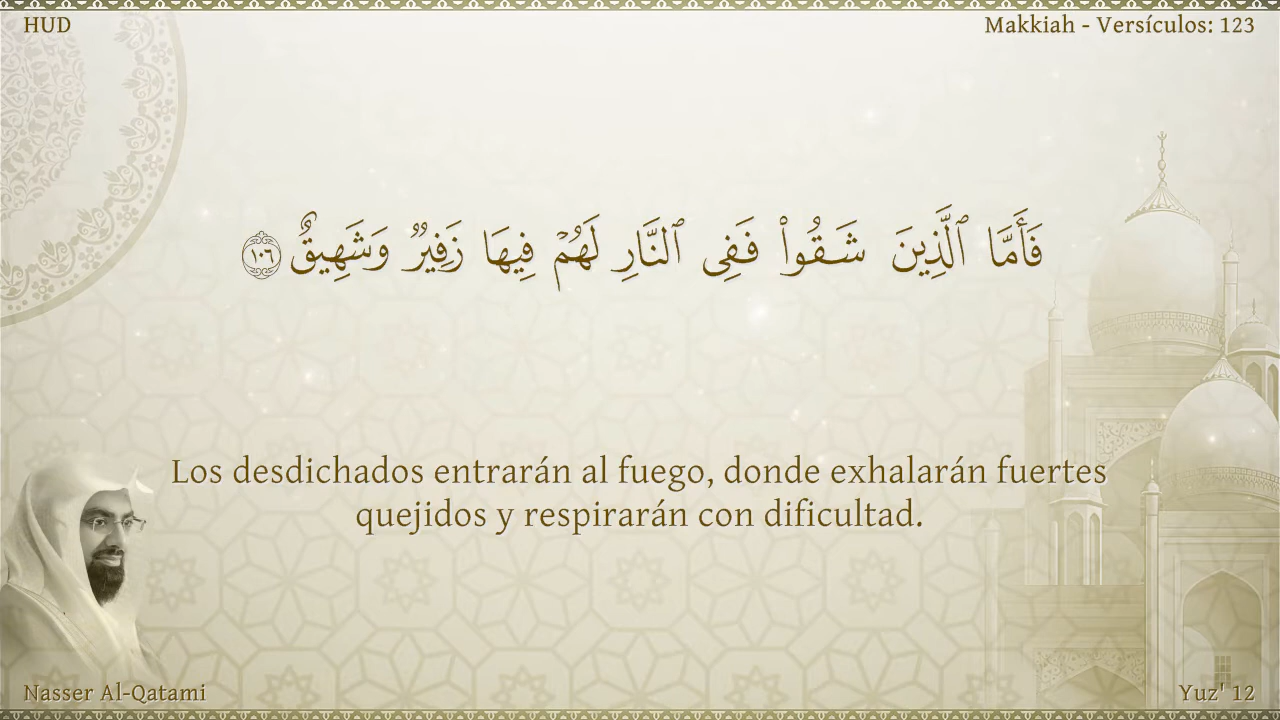 HUD
Makkiah - Versículos: 123
فَأَمَّا ٱلَّذِينَ شَقُوا۟ فَفِى ٱلنَّارِ لَهُمْ فِيهَا زَفِيرٌ وَشَهِيقٌ ١٠٦
Los desdichados entrarán al fuego, donde exhalarán fuertes
quejidos y respirarán con dificultad.
Nasser Al-Qatami
Yuz' 12